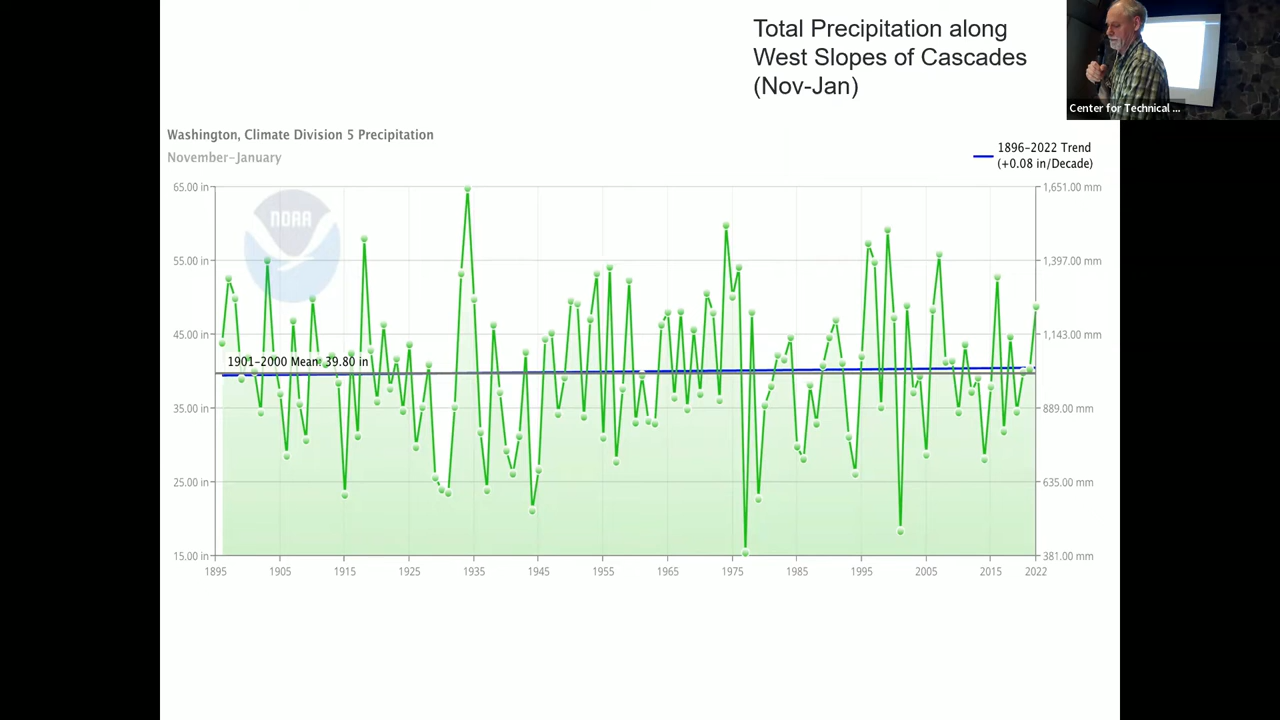 Total Precipitation along
West Slopes of Cascades
(Nov-Jan)
Center for Technical ...
Washington, Climate Division 5 Precipitation
November–January
1896–2022 Trend
(+0.08 in/Decade)
65.00 in
1,651.00 mm
NOAA
55.00 in
1,397.00 mm
45.00 in
1,143.00 mm
1901–2000 Mean: 39.80 in
35.00 in
889.00 mm
25.00 in
635.00 mm
15.00 in
381.00 mm
1895 1905 1915 1925 1935 1945 1955 1965 1975 1985 1995 2005 2015 2022